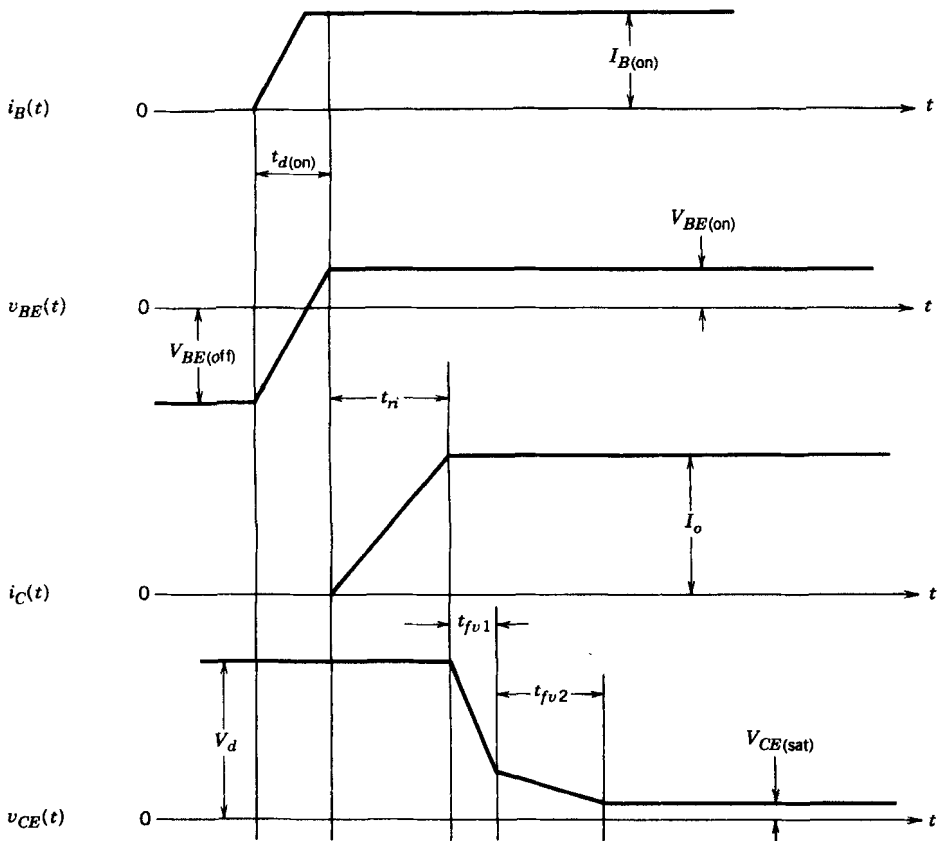 i_B(t)
0
I_B(on)
t
t_d(on)
v_BE(t)
0
V_BE(off)
V_BE(on)
t
t_ri
i_C(t)
0
I_o
t
t_fv1
t_fv2
V_d
V_CE(sat)
v_CE(t)
0
t